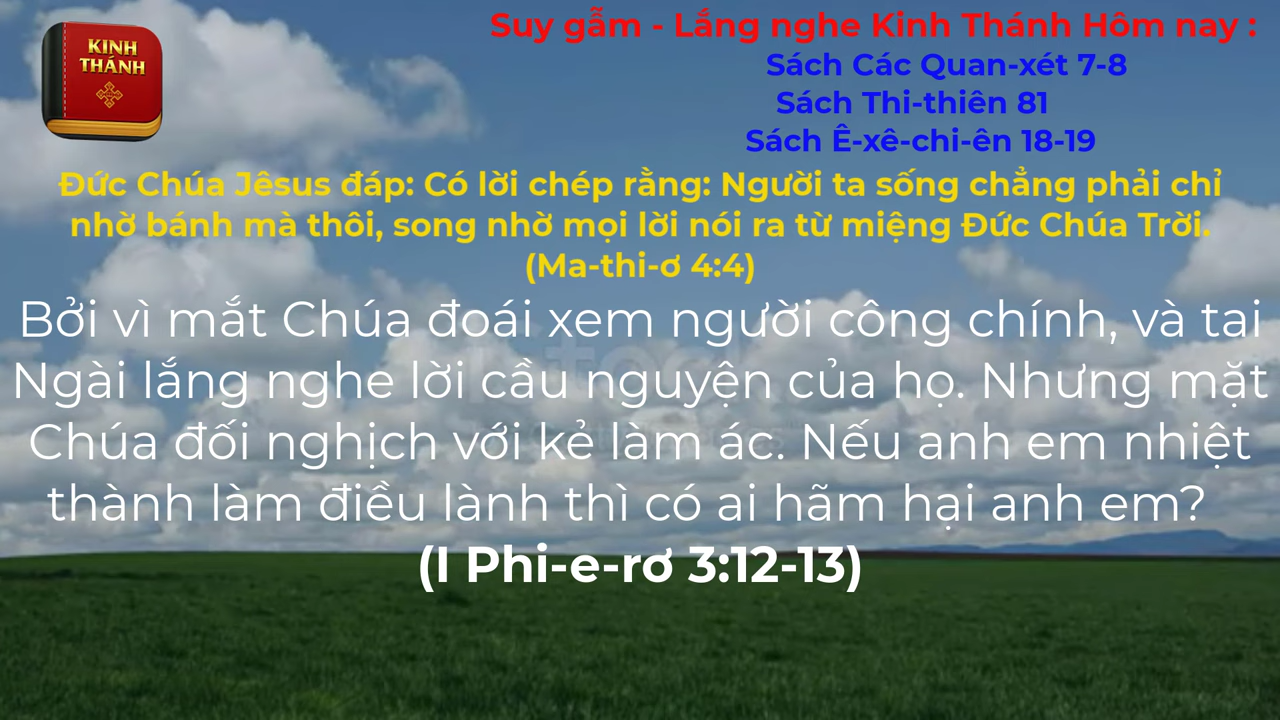 KINH
THÁNH
Suy gẫm - Lắng nghe Kinh Thánh Hôm nay :
Sách Các Quan-xét 7-8
Sách Thi-thiên 81
Sách Ê-xê-chi-ên 18-19
Đức Chúa Jêsus đáp: Có lời chép rằng: Người ta sống chẳng phải chỉ
nhờ bánh mà thôi, song nhờ mọi lời nói ra từ miệng Đức Chúa Trời.
(Ma-thi-ơ 4:4)
Bởi vì mắt Chúa đoái xem người công chính, và tai
Ngài lắng nghe lời cầu nguyện của họ. Nhưng mặt
Chúa đối nghịch với kẻ làm ác. Nếu anh em nhiệt
thành làm điều lành thì có ai hãm hại anh em?
(I Phi-e-rơ 3:12-13)